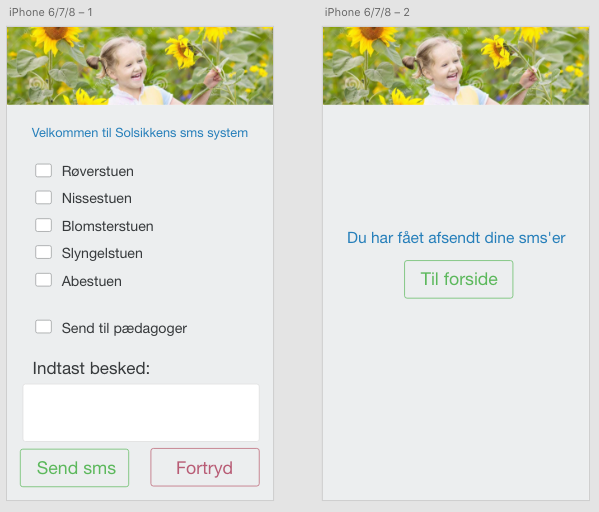 iPhone 6/7/8 – 1
Velkommen til Solsikkens sms system
Røverstuen
Nissestuen
Blomsterstuen
Slyngelstuen
Abestuen
Send til pædagoger
Indtast besked:
Send sms
Fortryd
iPhone 6/7/8 – 2
Du har fået afsendt dine sms'er
Til forside